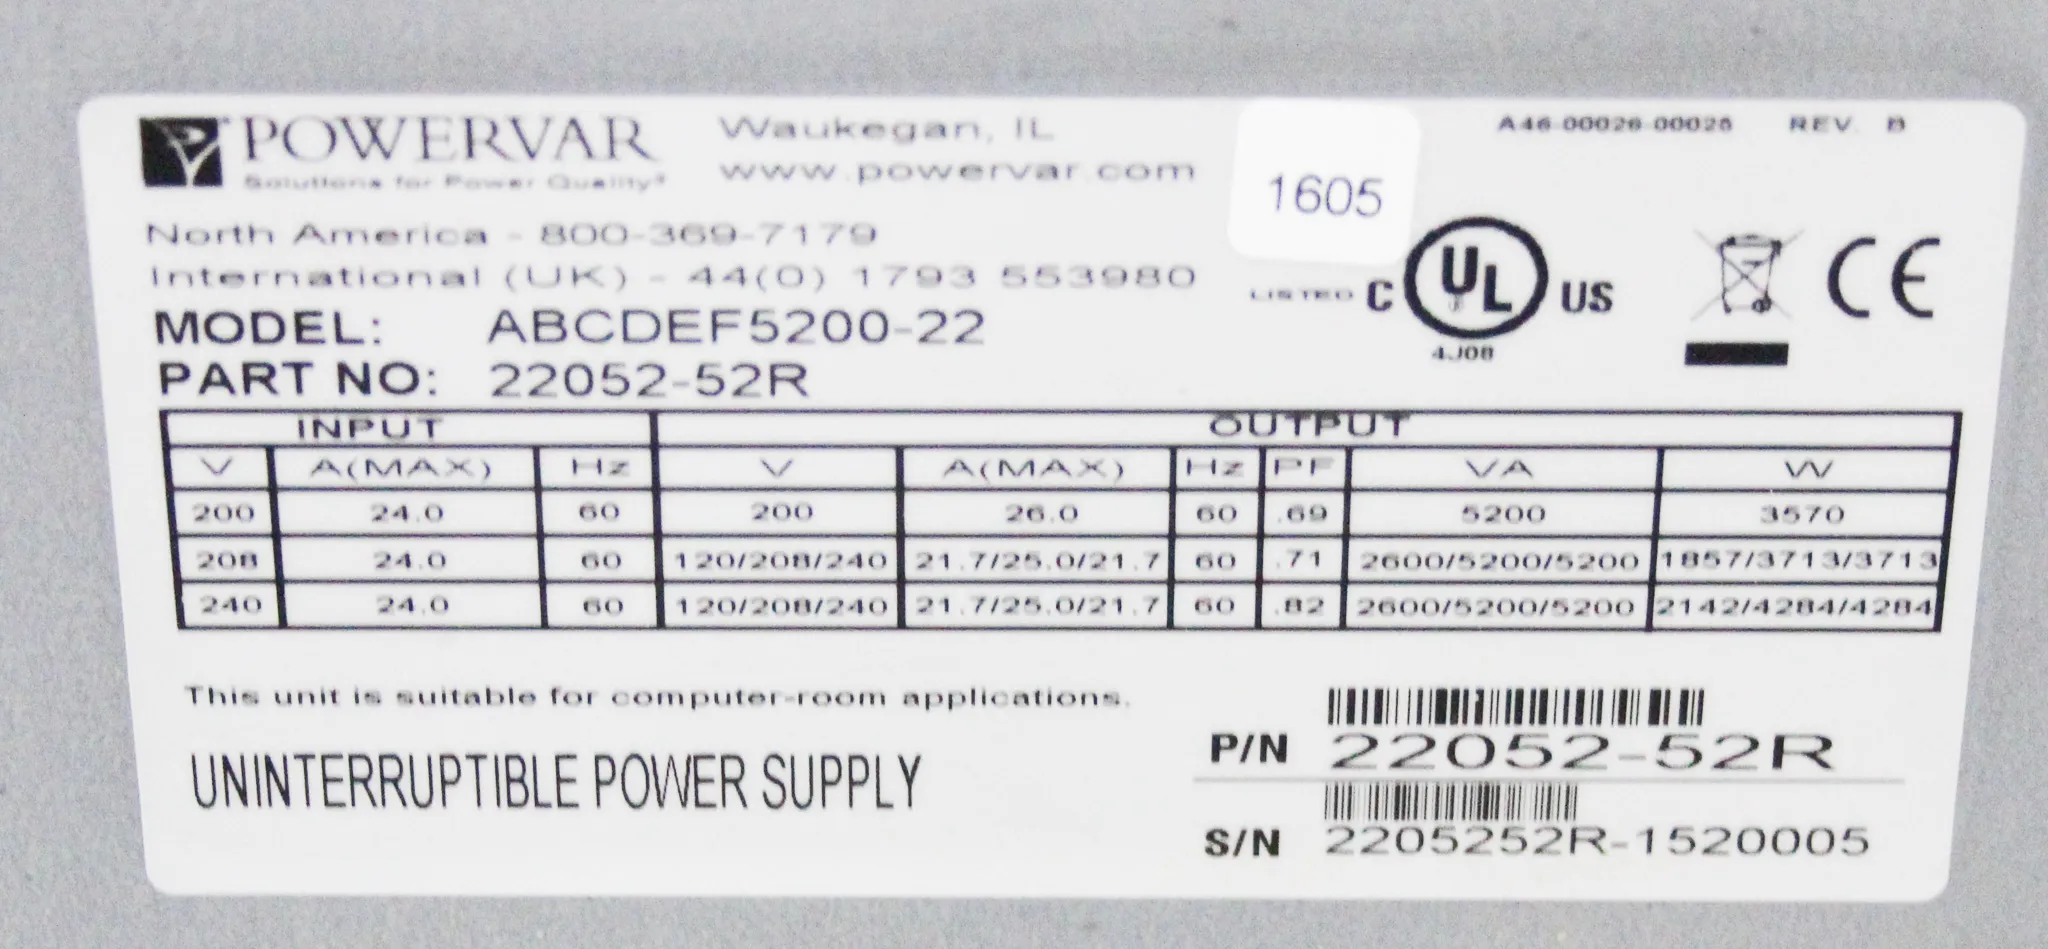 POWERVAR
Solutions for Power Quality®
Waukegan, IL
www.powervar.com
1605
A46-00026-00025 REV. B
North America - 800-369-7179
International (UK) - 44(0) 1793 553980
MODEL: ABCDEF5200-22
PART NO: 22052-52R
LISTED C UL US
4J08
CE
INPUT OUTPUT
V A(MAX) Hz V A(MAX) Hz PF VA W
200 24.0 60 200 26.0 60 .69 5200 3570
208 24.0 60 120/208/240 21.7/25.0/21.7 60 .71 2600/5200/5200 1857/3713/3713
240 24.0 60 120/208/240 21.7/25.0/21.7 60 .82 2600/5200/5200 2142/4284/4284
This unit is suitable for computer-room applications.
UNINTERRUPTIBLE POWER SUPPLY
P/N 22052-52R
S/N 2205252R-1520005